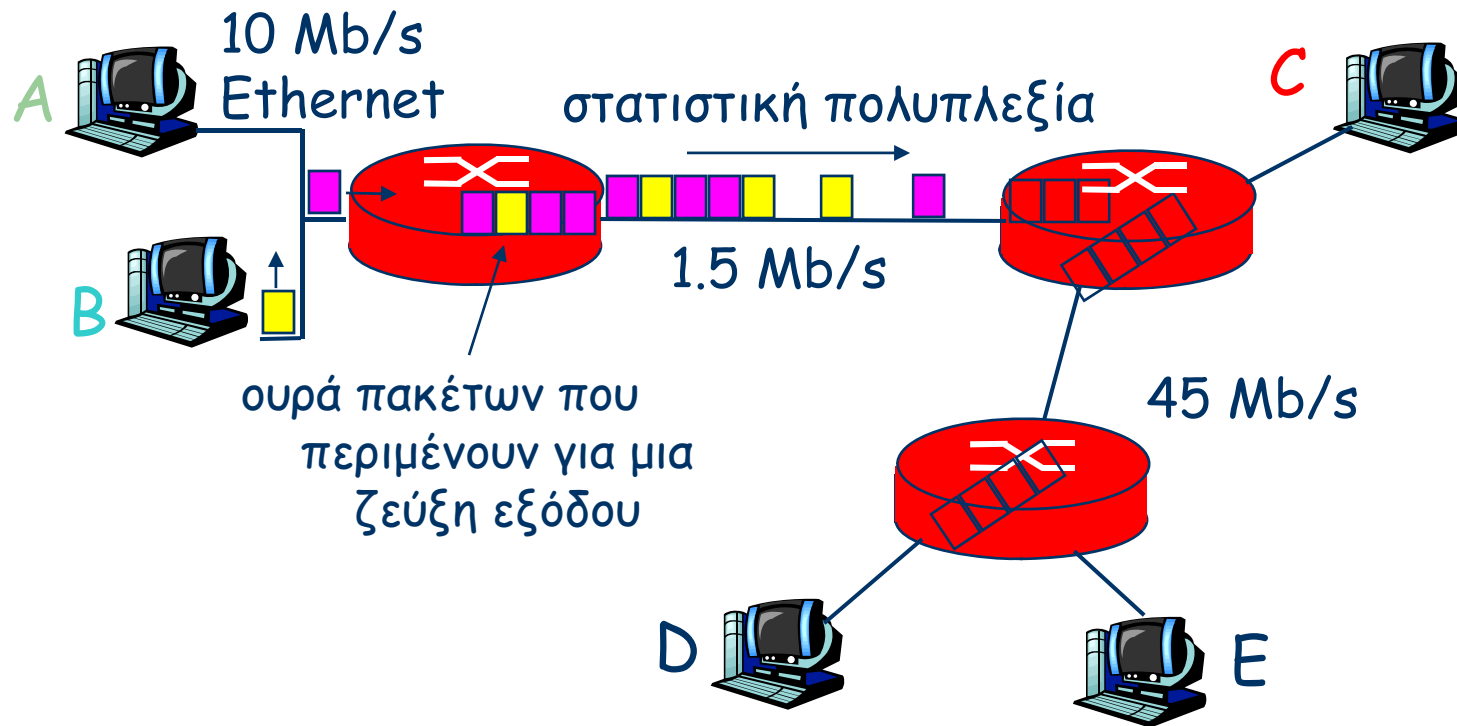 A
10 Mb/s
Ethernet
στατιστική πολυπλεξία
C
B
1.5 Mb/s
ουρά πακέτων που
περιμένουν για μια
ζεύξη εξόδου
45 Mb/s
D
E